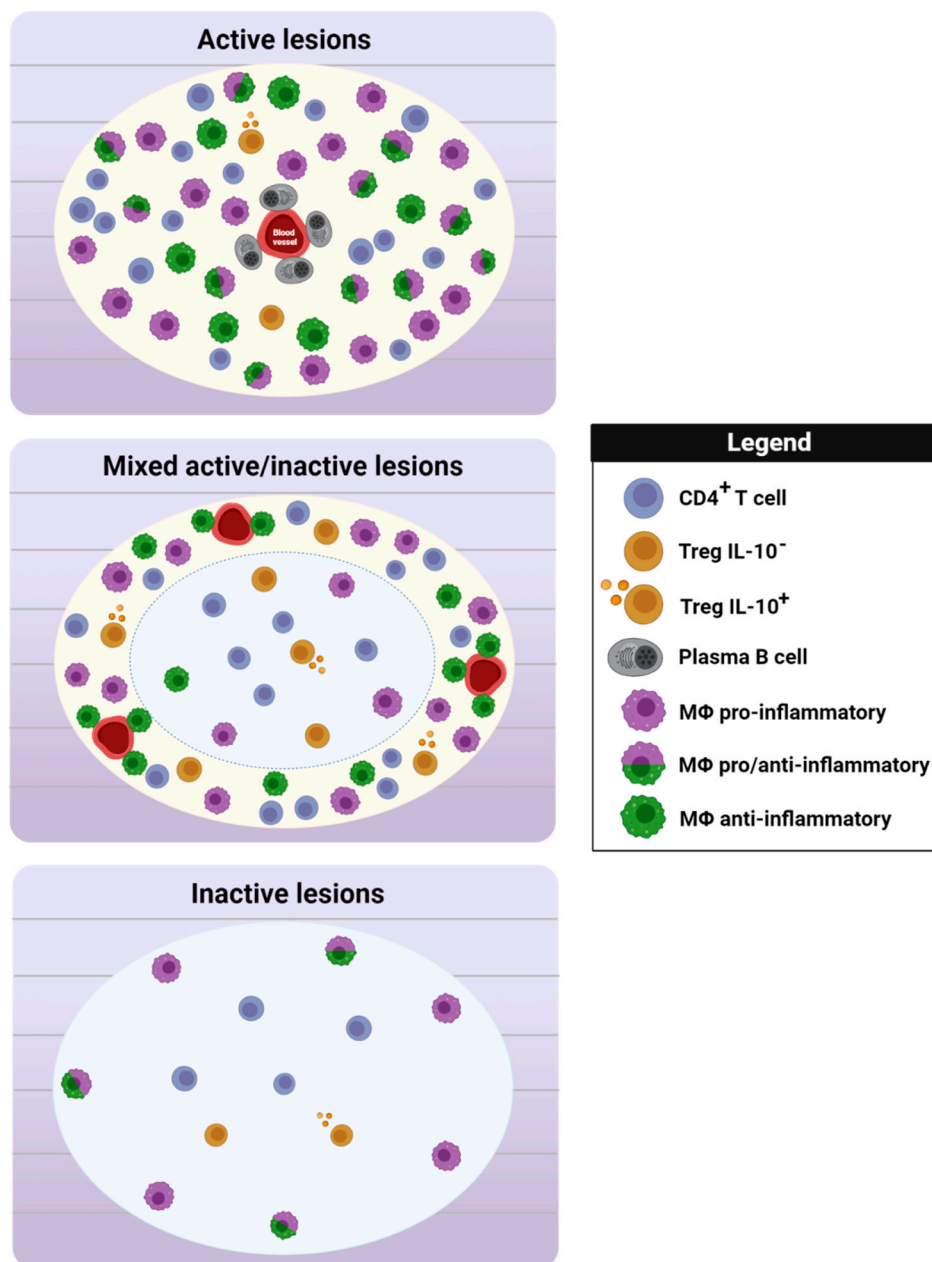 Active lesions
Blood
vessel
Mixed active/inactive lesions
Legend
CD4⁺ T cell
Treg IL-10⁻
Treg IL-10⁺
Plasma B cell
MΦ pro-inflammatory
MΦ pro/anti-inflammatory
MΦ anti-inflammatory
Inactive lesions